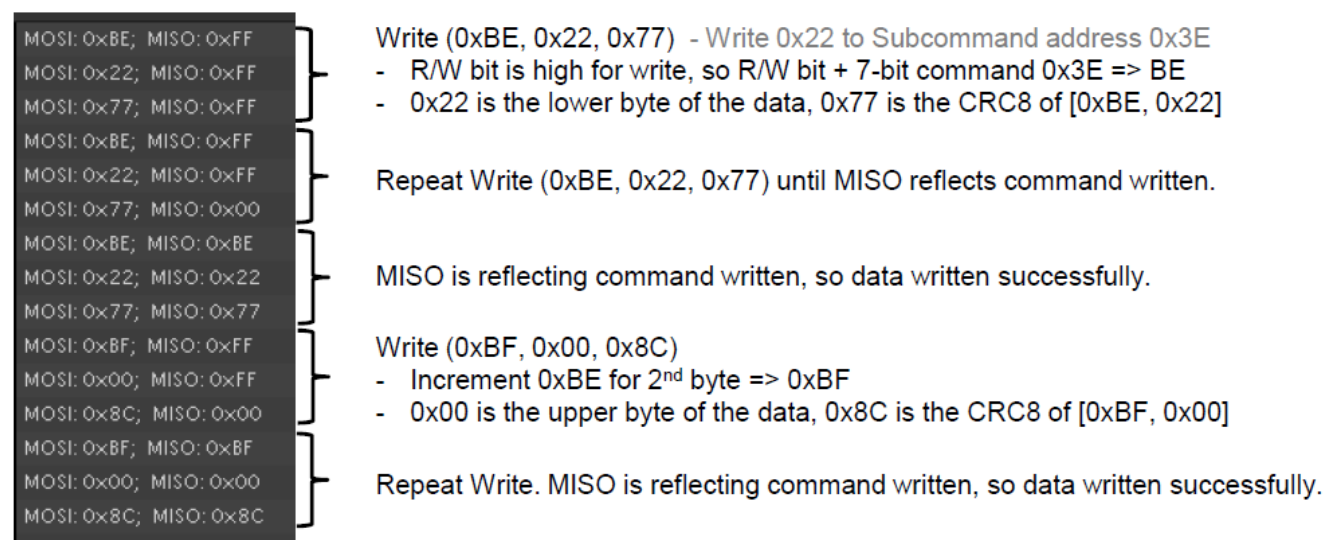 MOSI: 0xBE; MISO: 0xFF
MOSI: 0x22; MISO: 0xFF
MOSI: 0x77; MISO: 0xFF
Write (0xBE, 0x22, 0x77) - Write 0x22 to Subcommand address 0x3E
- R/W bit is high for write, so R/W bit + 7-bit command 0x3E => BE
- 0x22 is the lower byte of the data, 0x77 is the CRC8 of [0xBE, 0x22]
MOSI: 0xBE; MISO: 0xFF
MOSI: 0x22; MISO: 0xFF
MOSI: 0x77; MISO: 0x00
Repeat Write (0xBE, 0x22, 0x77) until MISO reflects command written.
MOSI: 0xBE; MISO: 0xBE
MOSI: 0x22; MISO: 0x22
MOSI: 0x77; MISO: 0x77
MISO is reflecting command written, so data written successfully.
MOSI: 0xBF; MISO: 0xFF
MOSI: 0x00; MISO: 0xFF
MOSI: 0x8C; MISO: 0x00
Write (0xBF, 0x00, 0x8C)
- Increment 0xBE for 2nd byte => 0xBF
- 0x00 is the upper byte of the data, 0x8C is the CRC8 of [0xBF, 0x00]
MOSI: 0xBF; MISO: 0xBF
MOSI: 0x00; MISO: 0x00
MOSI: 0x8C; MISO: 0x8C
Repeat Write. MISO is reflecting command written, so data written successfully.